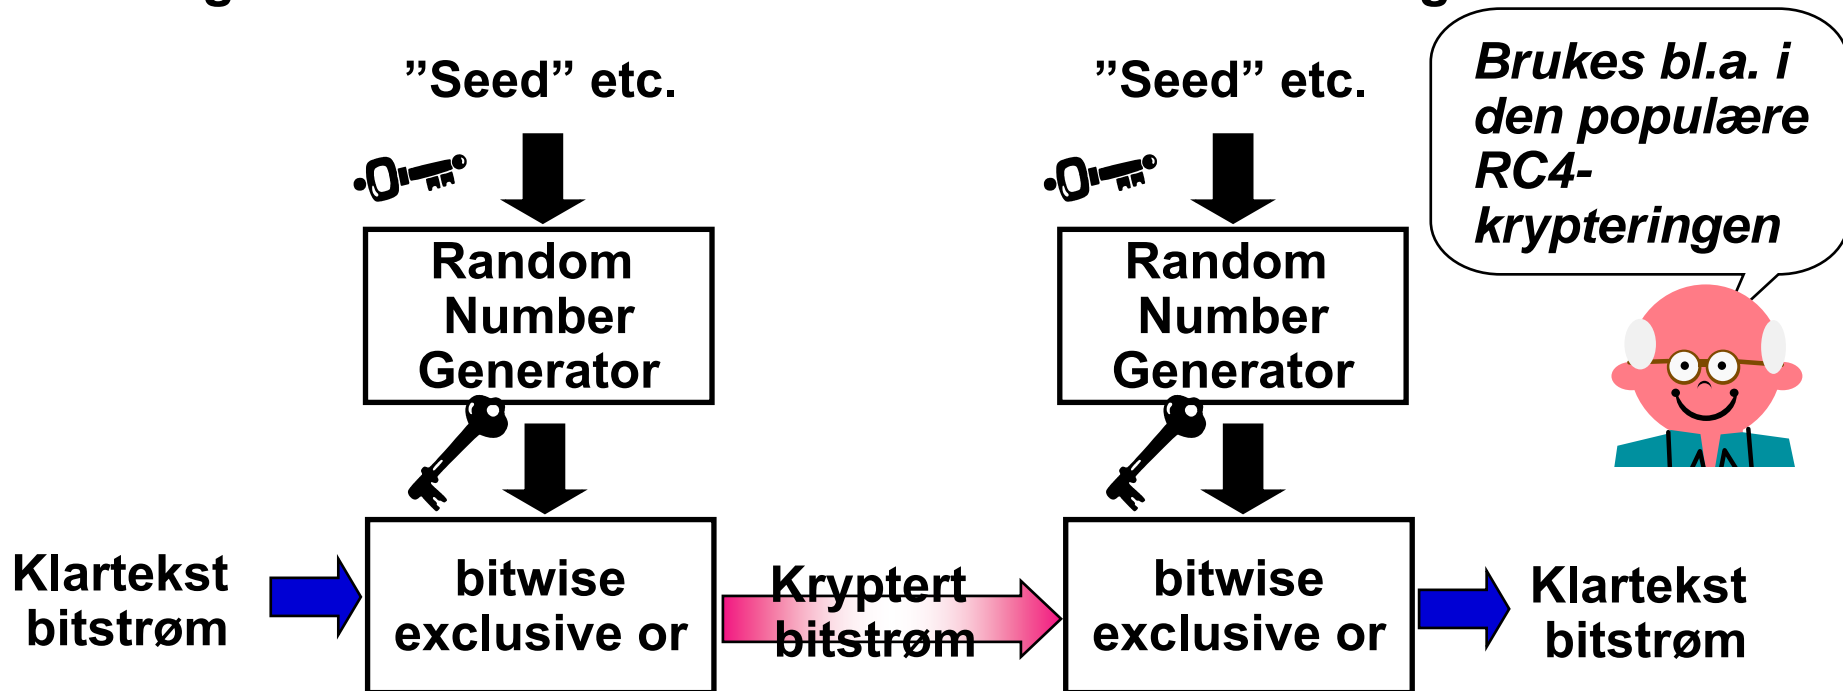 ”Seed” etc.
”Seed” etc.
Brukes bl.a. i
den populære
RC4-
krypteringen
Random
Number
Generator
Random
Number
Generator
Klartekst
bitstrøm
bitwise
exclusive or
Kryptert
bitstrøm
bitwise
exclusive or
Klartekst
bitstrøm